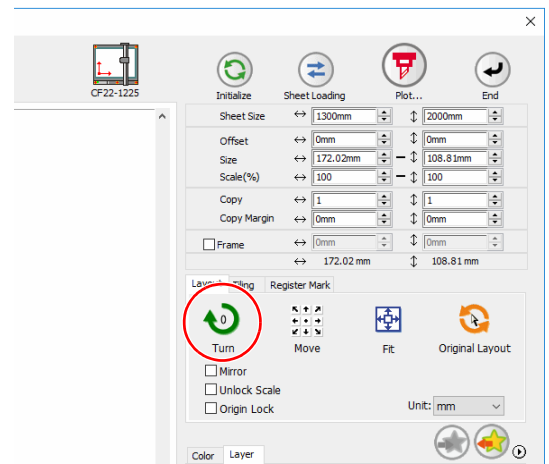 CF22-1225
Initialize Sheet Loading Plot... End
Sheet Size 1300mm 2000mm
Offset 0mm 0mm
Size 172.02mm 108.81mm
Scale(%) 100 100
Copy 1 1
Copy Margin 0mm 0mm
Frame 0mm 0mm
172.02 mm 108.81 mm
Layout Tiling Register Mark
0
Turn Move Fit Original Layout
Mirror
Unlock Scale
Origin Lock Unit: mm
Color Layer